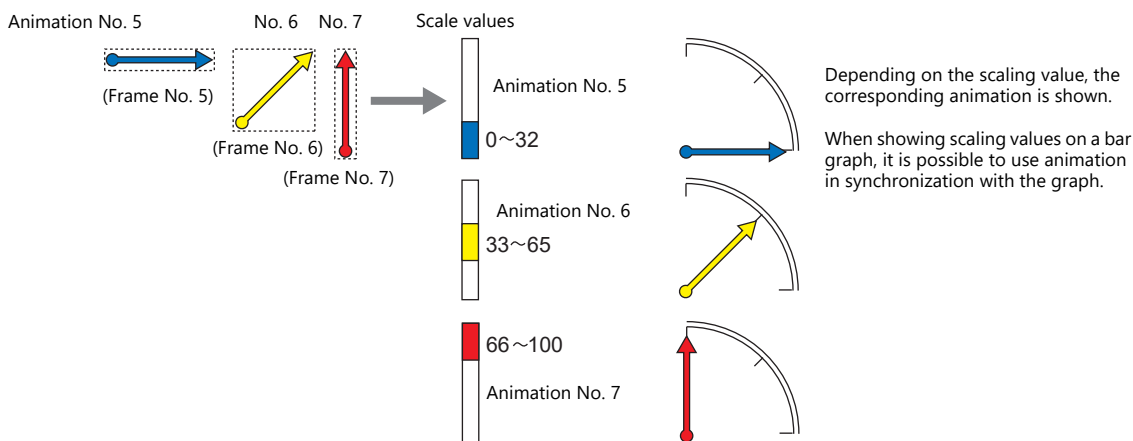 Animation No. 5
No. 6
No. 7
Scale values
(Frame No. 5)
(Frame No. 6)
(Frame No. 7)
Animation No. 5
0～32
Animation No. 6
33～65
66～100
Animation No. 7
Depending on the scaling value, the
corresponding animation is shown.
When showing scaling values on a bar
graph, it is possible to use animation
in synchronization with the graph.